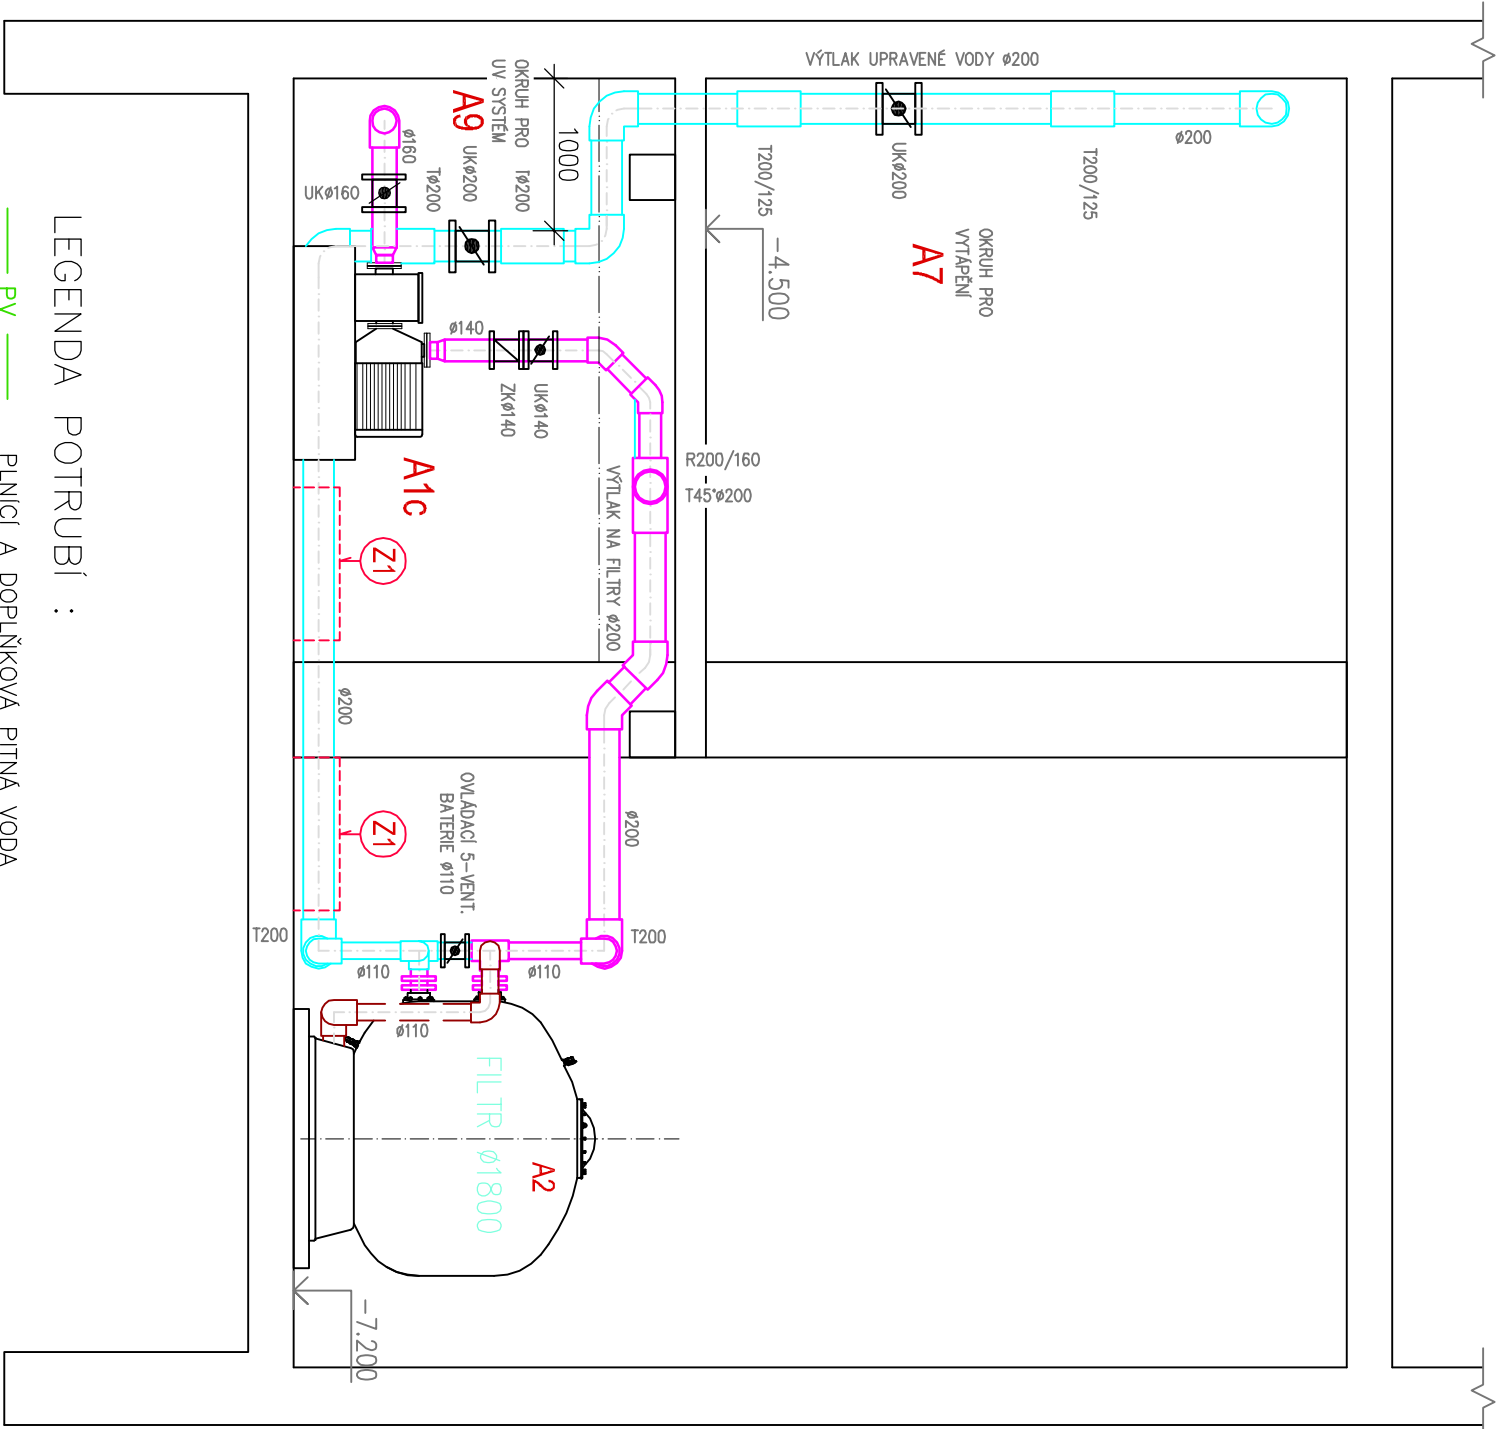 VÝTLAK UPRAVENÉ VODY ø200
OKRUH PRO
UV SYSTÉM
A9
ø160
UKø160
Tø200
UKø200
Tø200
1000
T200/125
UKø200
T200/125
ø200
OKRUH PRO
VYTÁPĚNÍ
A7
-4.500
ø140
ZKø140
UKø140
A1c
R200/160
T45°ø200
VÝTLAK NA FILTRY ø200
Z1
ø200
Z1
OVLÁDACÍ 5-VENT.
BATERIE ø110
ø200
T200
T200
ø110
ø110
ø110
FILTR ø1800
A2
-7.200
LEGENDA POTRUBÍ :
PV
PLNÍCÍ A DOPLŇKOVÁ PITNÁ VODA